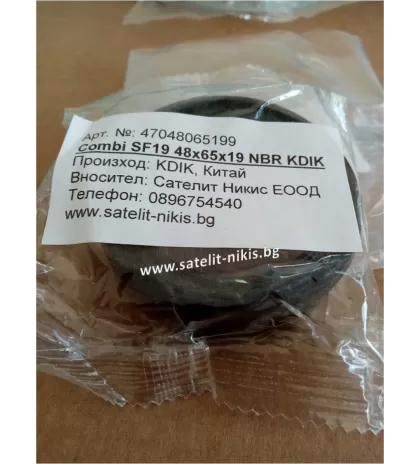 Арт. №: 47048065199
Combi SF19 48x65x19 NBR KDIK
Произход: KDIK, Китай
Вносител: Сателит Никис ЕООД
Телефон: 0896754540
www.satelit-nikis.bg
www.satelit-nikis.bg